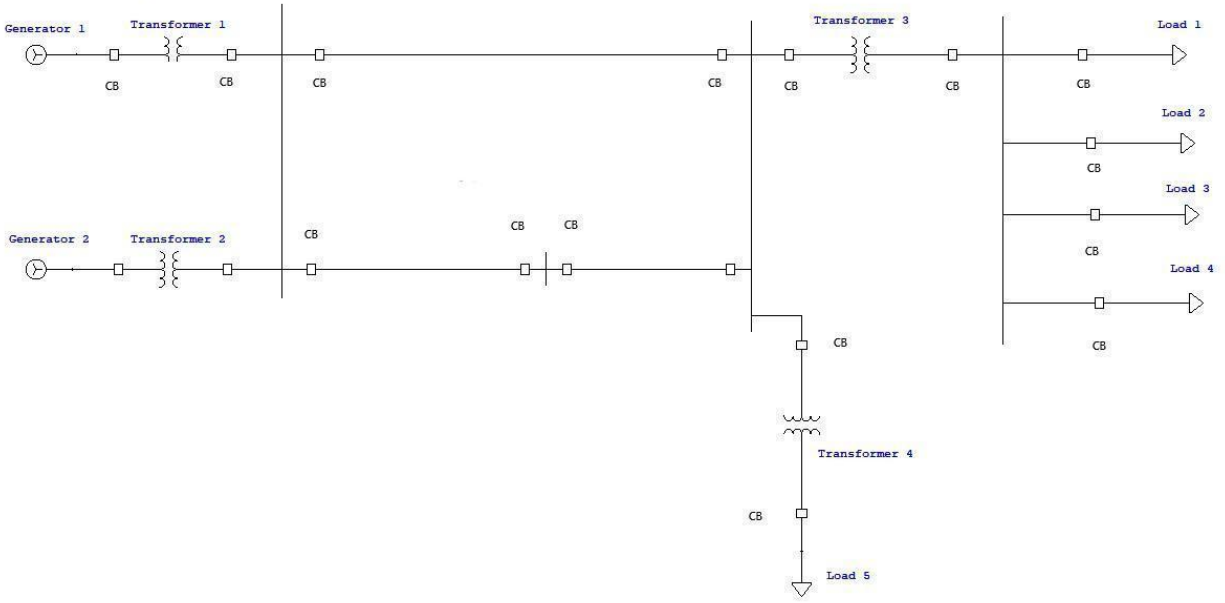 Generator 1
Transformer 1
Transformer 3
Load 1
CB
CB
CB
CB
CB
CB
CB
Load 2
CB
Load 3
Generator 2
Transformer 2
CB
CB
CB
CB
Load 4
CB
CB
Transformer 4
CB
Load 5